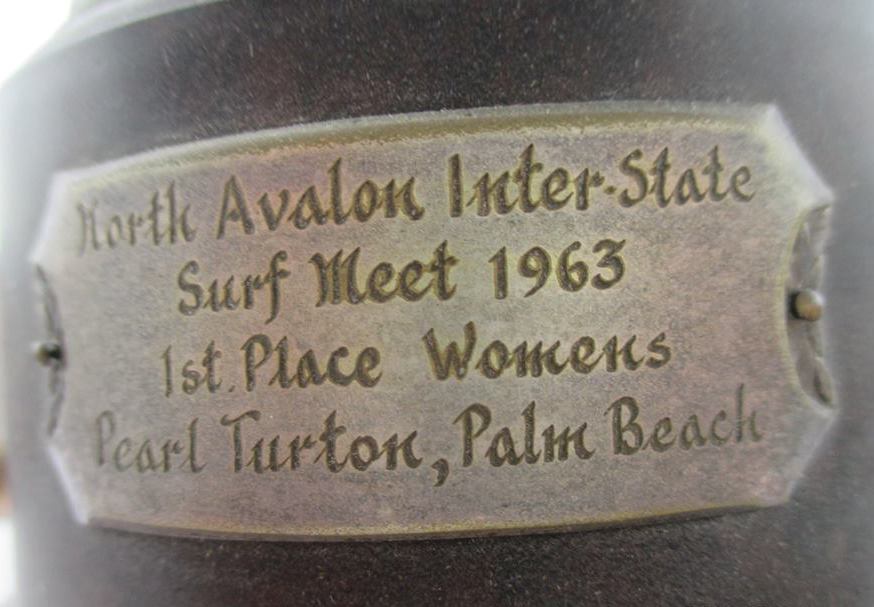 North Avalon Inter-State
Surf Meet 1963
1st. Place Womens
Pearl Turton, Palm Beach